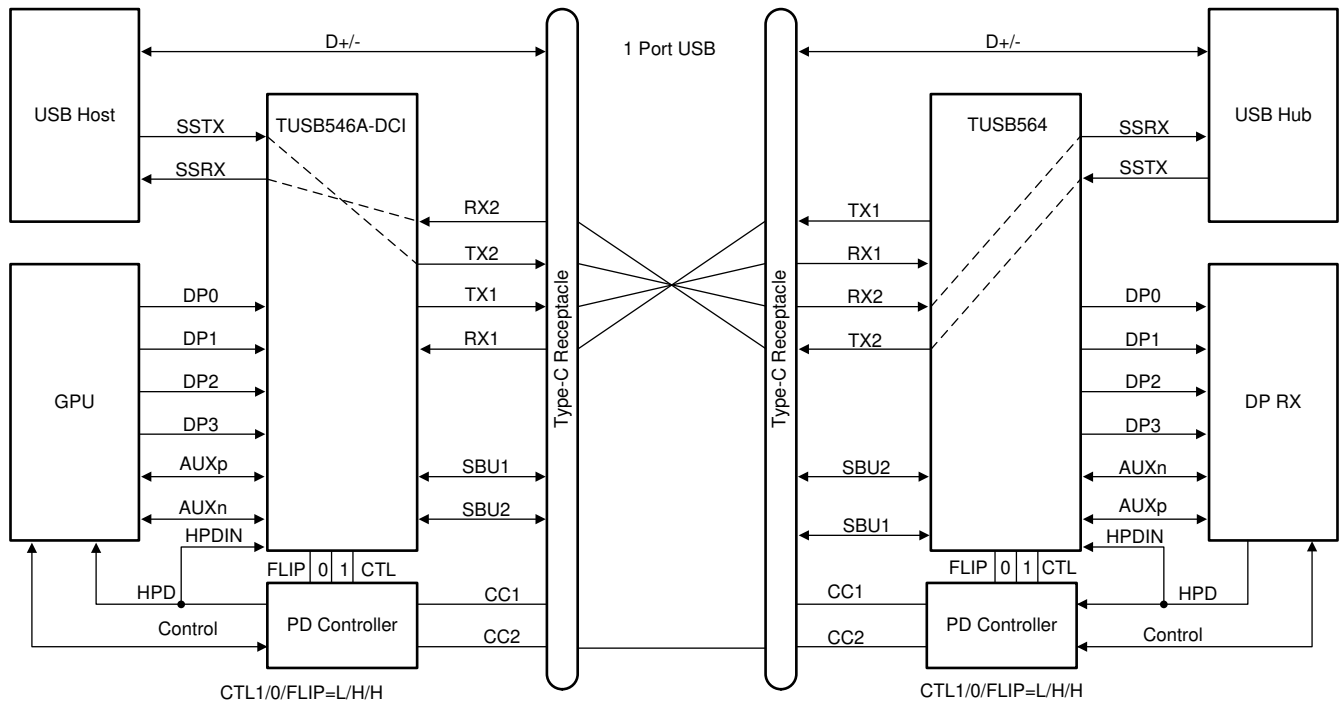 D+/-
1 Port USB
D+/-
USB Host
TUSB546A-DCI
TUSB564
USB Hub
SSTX
SSRX
SSRX
SSTX
RX2
TX1
TX2
RX1
TX1
RX2
RX1
TX2
Type-C Receptacle
Type-C Receptacle
DP0
DP1
DP2
DP3
GPU
DP0
DP1
DP2
DP3
DP RX
AUXp
AUXn
HPDIN
SBU1
SBU2
SBU2
SBU1
AUXn
AUXp
HPDIN
FLIP 0 1 CTL
FLIP 0 1 CTL
HPD
CC1
CC1
HPD
Control
PD Controller
CC2
CC2
PD Controller
Control
CTL1/0/FLIP=L/H/H
CTL1/0/FLIP=L/H/H